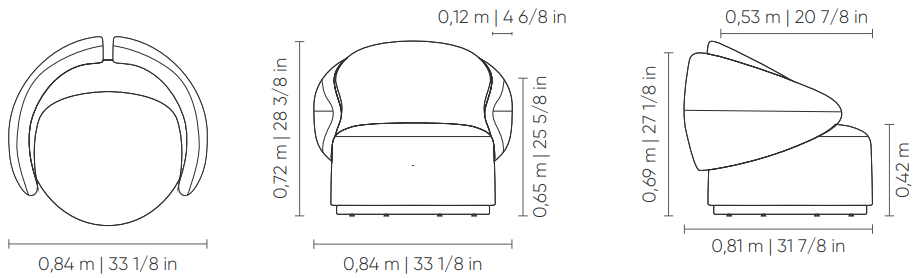 0,12 m | 4 6/8 in
0,53 m | 20 7/8 in
0,72 m | 28 3/8 in
0,65 m | 25 5/8 in
0,69 m | 27 1/8 in
0,42 m
0,84 m | 33 1/8 in
0,84 m | 33 1/8 in
0,81 m | 31 7/8 in